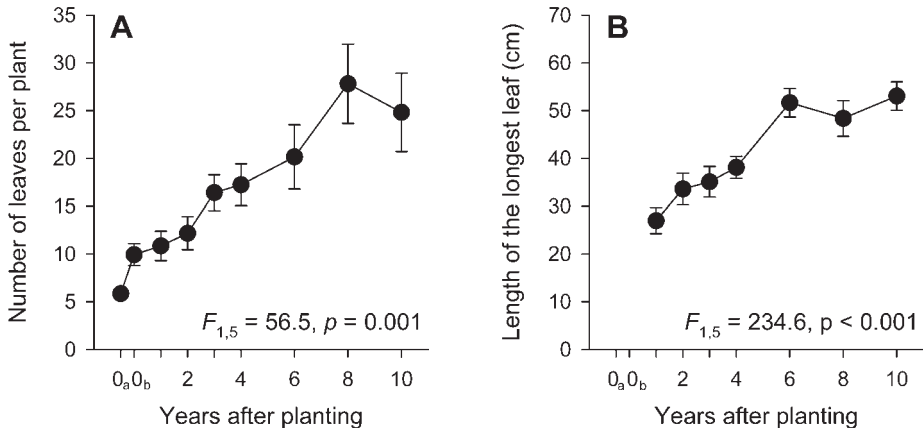 A
Number of leaves per plant
35
30
25
20
15
10
5
0
F1,5 = 56.5, p = 0.001
0a 0b 2 4 6 8 10
Years after planting
B
Length of the longest leaf (cm)
70
60
50
40
30
20
10
0
F1,5 = 234.6, p < 0.001
0a 0b 2 4 6 8 10
Years after planting